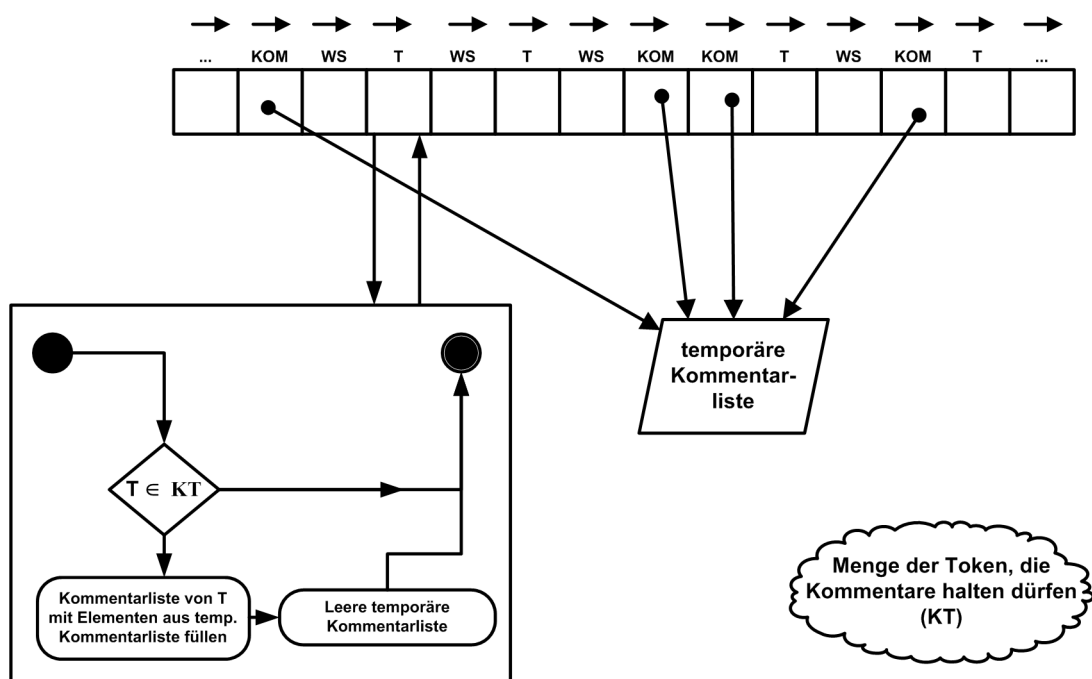 ... KOM WS T WS T WS KOM KOM T WS KOM T ...
temporäre
Kommentar-
liste
T ∈ KT
Kommentarliste von T
mit Elementen aus temp.
Kommentarliste füllen
Leere temporäre
Kommentarliste
Menge der Token, die
Kommentare halten dürfen
(KT)